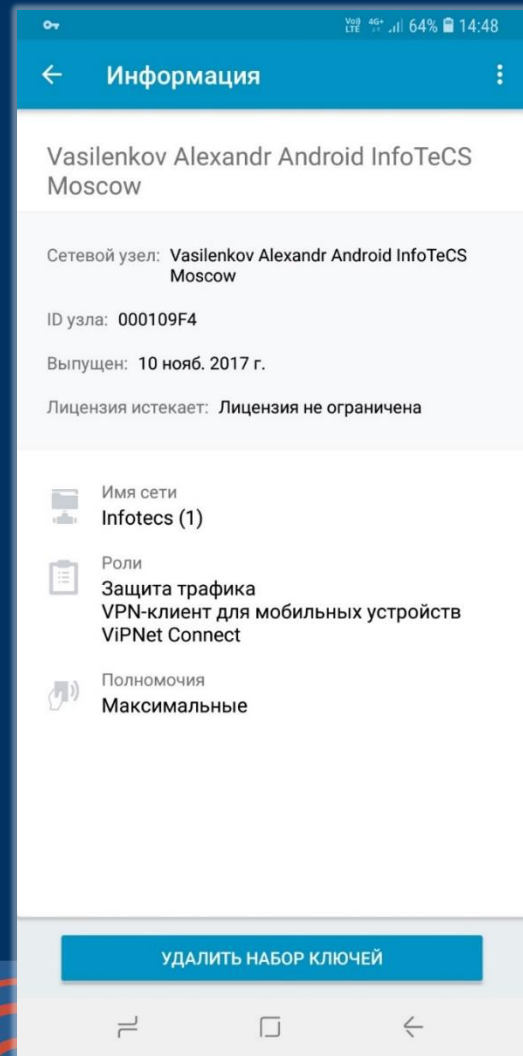 VoLTE 4G+ 64% 14:48
Информация
Vasilenkov Alexandr Android InfoTeCS
Moscow
Сетевой узел: Vasilenkov Alexandr Android InfoTeCS
Moscow
ID узла: 000109F4
Выпущен: 10 нояб. 2017 г.
Лицензия истекает: Лицензия не ограничена
Имя сети
Infotecs (1)
Роли
Защита трафика
VPN-клиент для мобильных устройств
ViPNet Connect
Полномочия
Максимальные
УДАЛИТЬ НАБОР КЛЮЧЕЙ